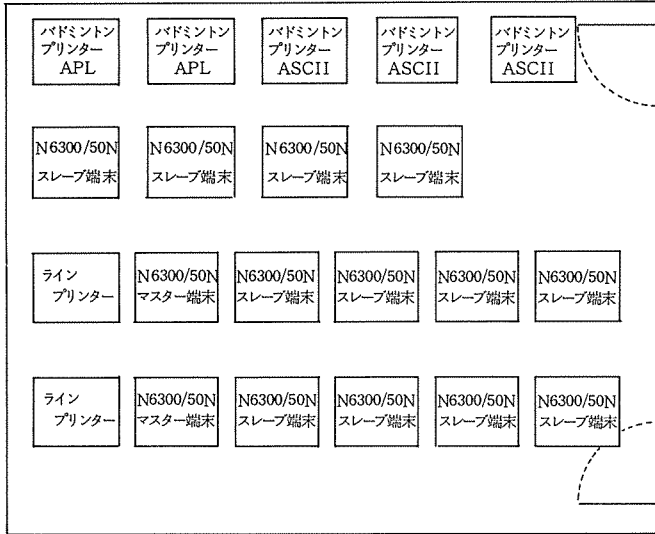 バドミントン
プリンター
APL
バドミントン
プリンター
APL
バドミントン
プリンター
ASCII
バドミントン
プリンター
ASCII
バドミントン
プリンター
ASCII
N6300/50N
スレーブ端末
N6300/50N
スレーブ端末
N6300/50N
スレーブ端末
N6300/50N
スレーブ端末
ライン
プリンター
N6300/50N
マスター端末
N6300/50N
スレーブ端末
N6300/50N
スレーブ端末
N6300/50N
スレーブ端末
N6300/50N
スレーブ端末
ライン
プリンター
N6300/50N
マスター端末
N6300/50N
スレーブ端末
N6300/50N
スレーブ端末
N6300/50N
スレーブ端末
N6300/50N
スレーブ端末